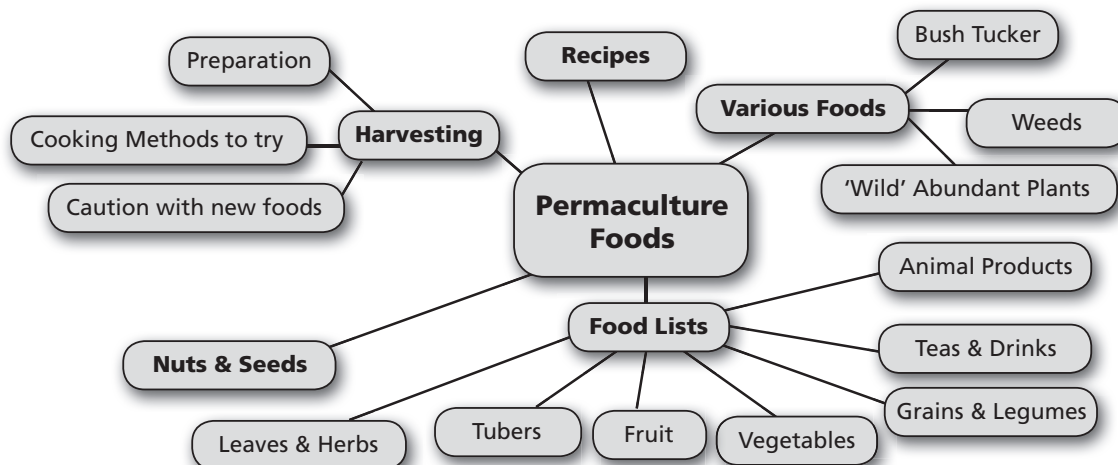 Bush Tucker
Recipes
Preparation
Various Foods
Weeds
Harvesting
Cooking Methods to try
‘Wild’ Abundant Plants
Caution with new foods
Permaculture
Foods
Animal Products
Food Lists
Teas & Drinks
Nuts & Seeds
Grains & Legumes
Tubers
Fruit
Vegetables
Leaves & Herbs